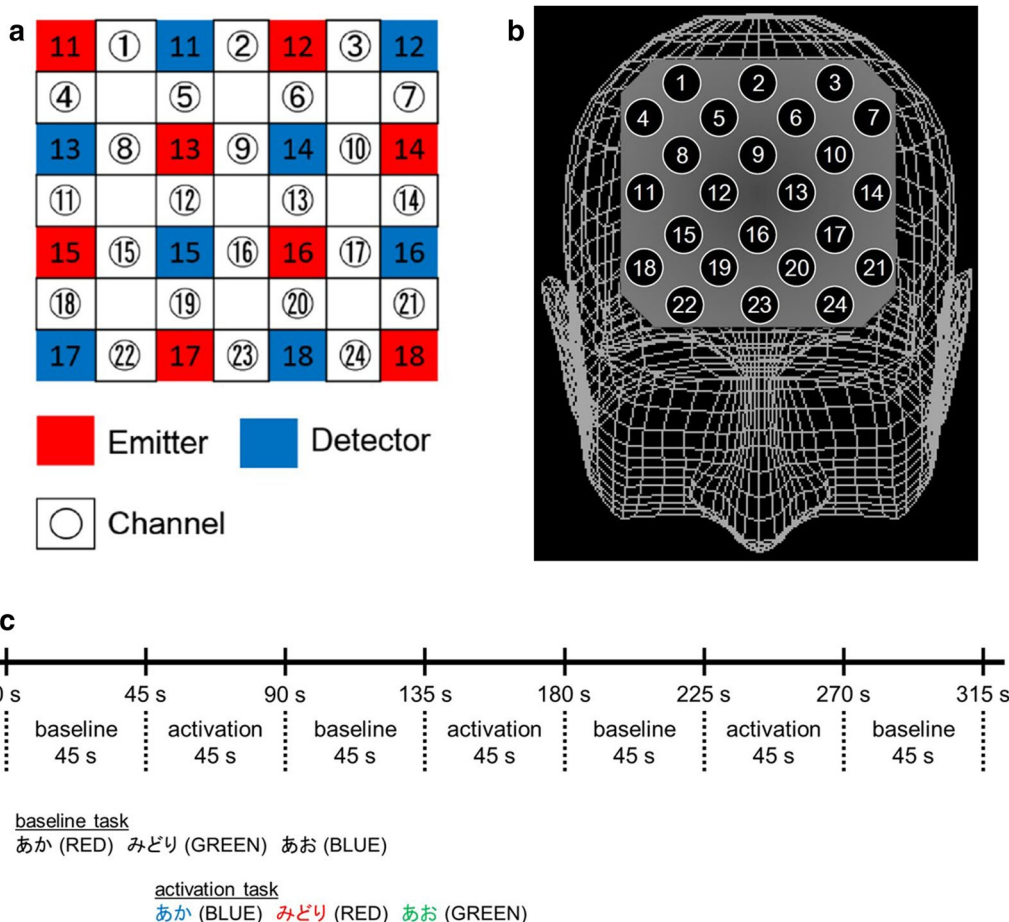 a
11 ① 11 ② 12 ③ 12
④ ⑤ ⑥ ⑦
13 ⑧ 13 ⑨ 14 ⑩ 14
⑪ ⑫ ⑬ ⑭
15 ⑮ 15 ⑯ 16 ⑰ 16
⑱ ⑲ ⑳ ㉑
17 ㉒ 17 ㉓ 18 ㉔ 18
Emitter Detector
Channel
b
1 2 3
4 5 6 7
8 9 10
11 12 13 14
15 16 17
18 19 20 21
22 23 24
c
0 s 45 s 90 s 135 s 180 s 225 s 270 s 315 s
baseline activation baseline activation baseline activation baseline
45 s 45 s 45 s 45 s 45 s 45 s 45 s
baseline task
あか (RED) みどり (GREEN) あお (BLUE)
activation task
あか (BLUE) みどり (RED) あお (GREEN)